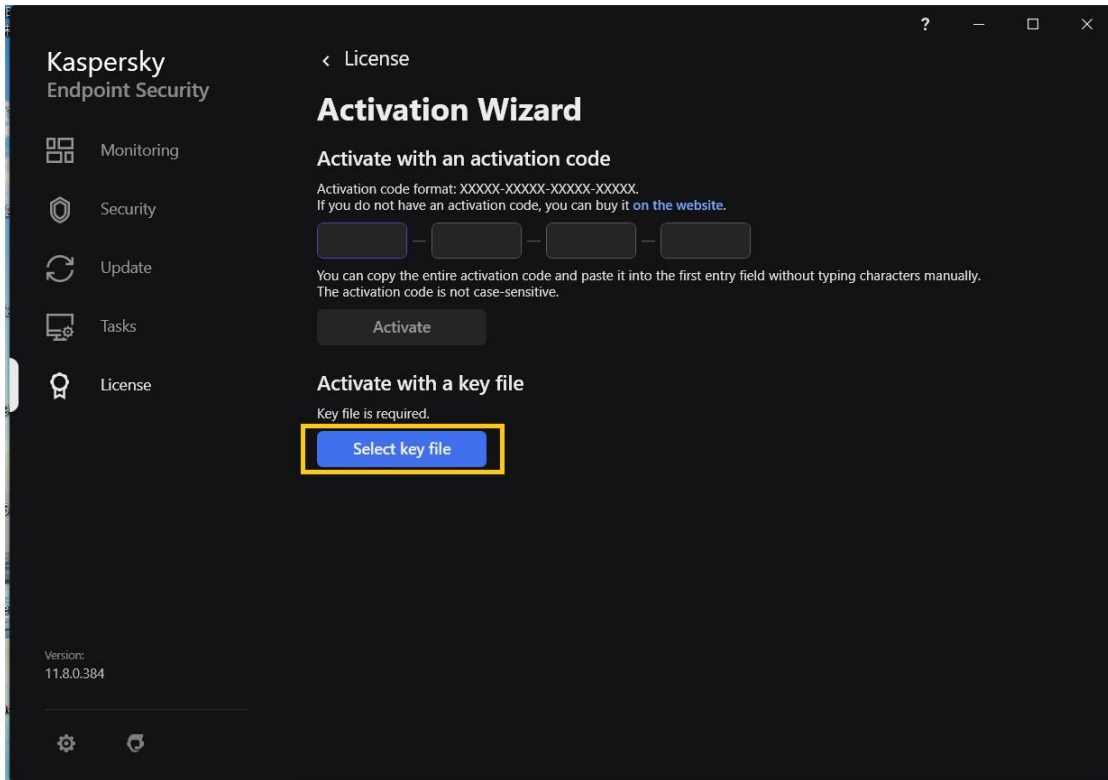 ?
Kaspersky
Endpoint Security
Monitoring
Security
Update
Tasks
License
Version:
11.8.0.384
License
Activation Wizard
Activate with an activation code
Activation code format: XXXXX-XXXXX-XXXXX-XXXXX.
If you do not have an activation code, you can buy it on the website.
You can copy the entire activation code and paste it into the first entry field without typing characters manually.
The activation code is not case-sensitive.
Activate
Activate with a key file
Key file is required.
Select key file